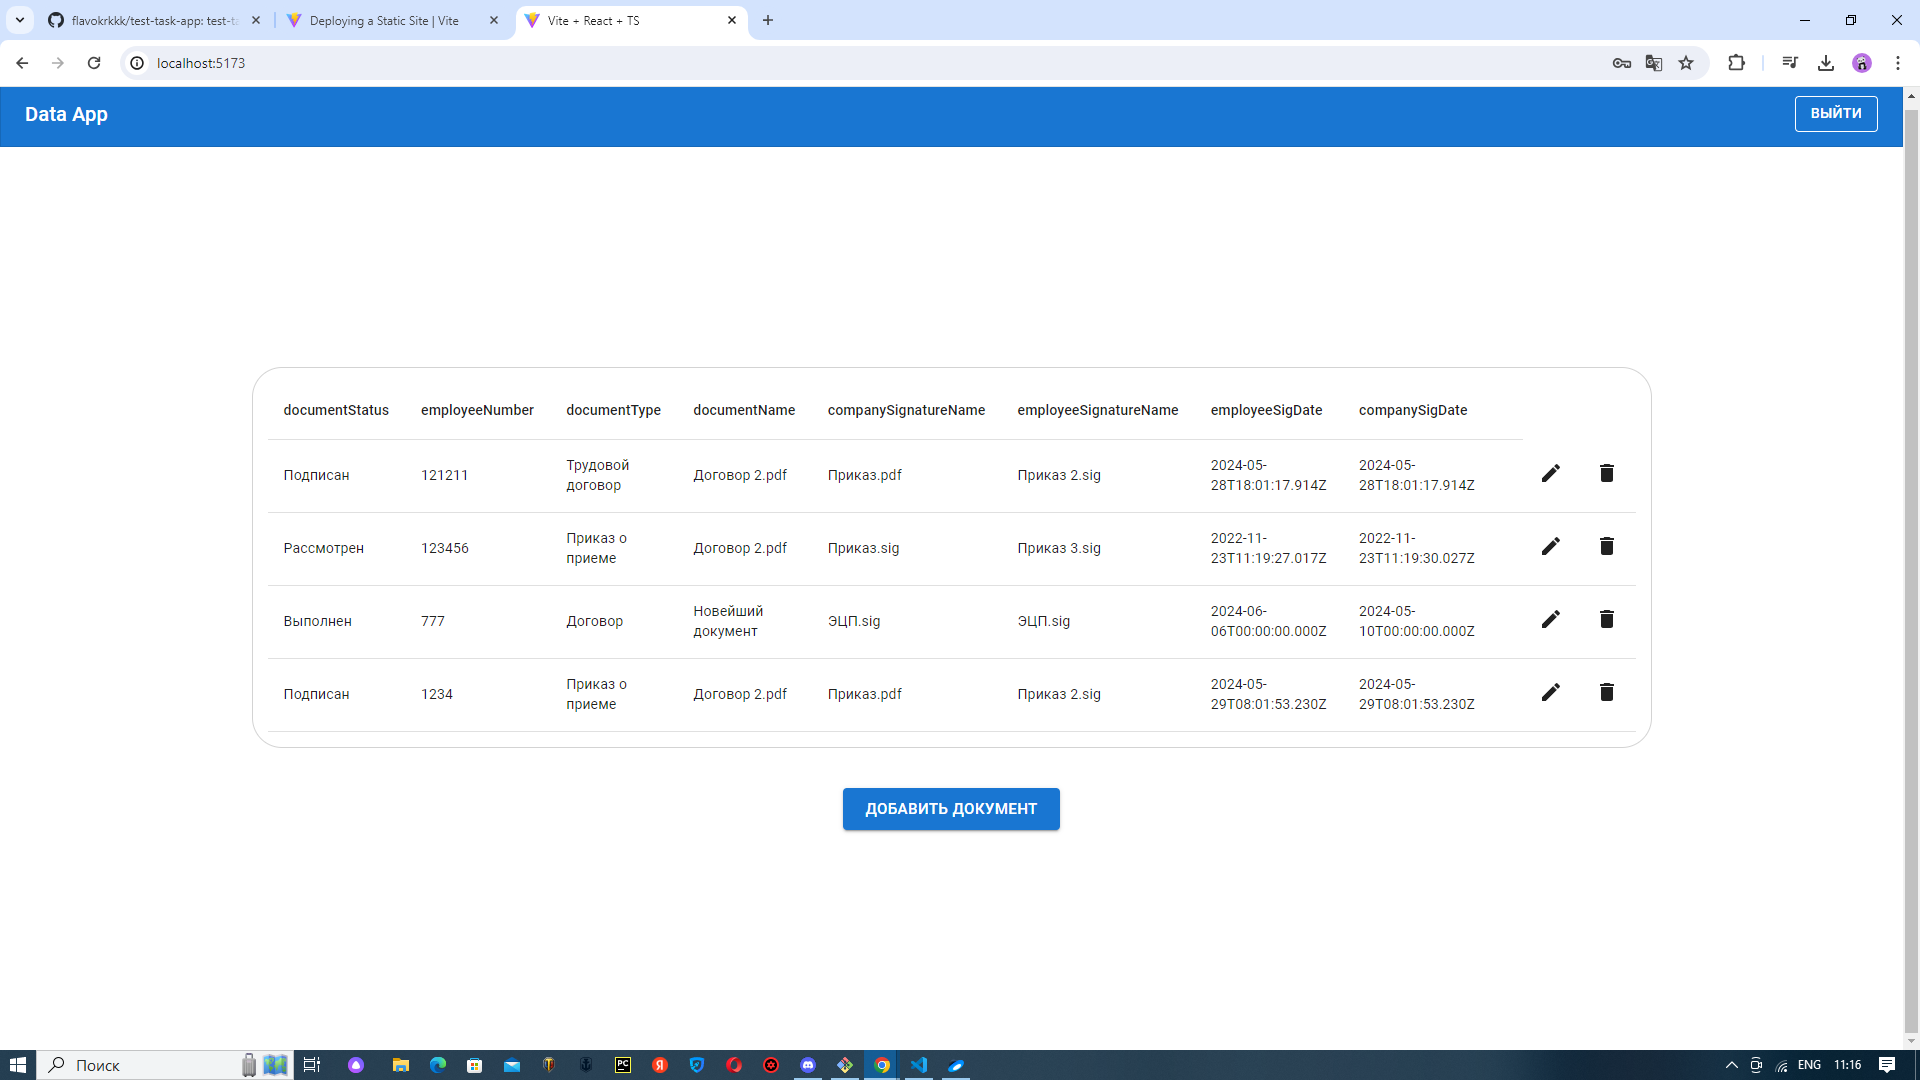 flavokrkkk/test-task-app: test-ta
Deploying a Static Site | Vite
Vite + React + TS
localhost:5173
Data App
ВЫЙТИ
documentStatus employeeNumber documentType documentName companySignatureName employeeSignatureName employeeSigDate companySigDate
Подписан 121211 Трудовой договор Договор 2.pdf Приказ.pdf Приказ 2.sig 2024-05-28T18:01:17.914Z 2024-05-28T18:01:17.914Z
Рассмотрен 123456 Приказ о приеме Договор 2.pdf Приказ.sig Приказ 3.sig 2022-11-23T11:19:27.017Z 2022-11-23T11:19:30.027Z
Выполнен 777 Договор Новейший документ ЭЦП.sig ЭЦП.sig 2024-06-06T00:00:00.000Z 2024-05-10T00:00:00.000Z
Подписан 1234 Приказ о приеме Договор 2.pdf Приказ.pdf Приказ 2.sig 2024-05-29T08:01:53.230Z 2024-05-29T08:01:53.230Z
ДОБАВИТЬ ДОКУМЕНТ
Поиск
PC
Я
ENG 11:16